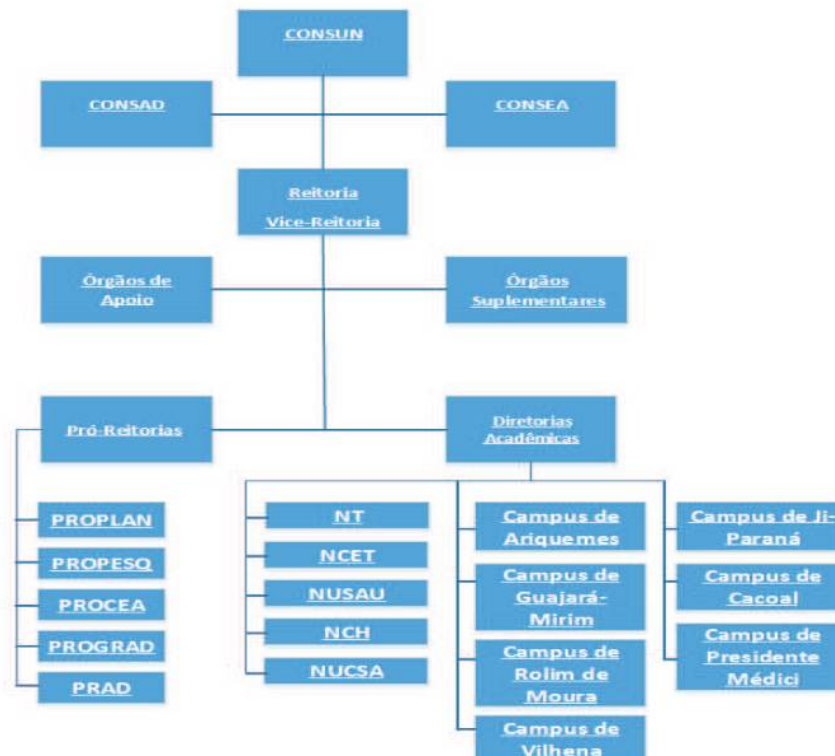 CONSUN
CONSAD
CONSEA
Reitoria
Vice-Reitoria
Órgãos de
Apoio
Órgãos
Suplementares
Pró-Reitorias
Diretorias
Acadêmicas
PROPLAN
PROPESQ
PROCEA
PROGRAD
PRAD
NT
NCET
NUSAU
NCH
NUCSA
Campus de
Ariquemes
Campus de
Guajará-
Mirim
Campus de
Rolim de
Moura
Campus de
Vilhena
Campus de Ji-
Paraná
Campus de
Cacoal
Campus de
Presidente
Médici